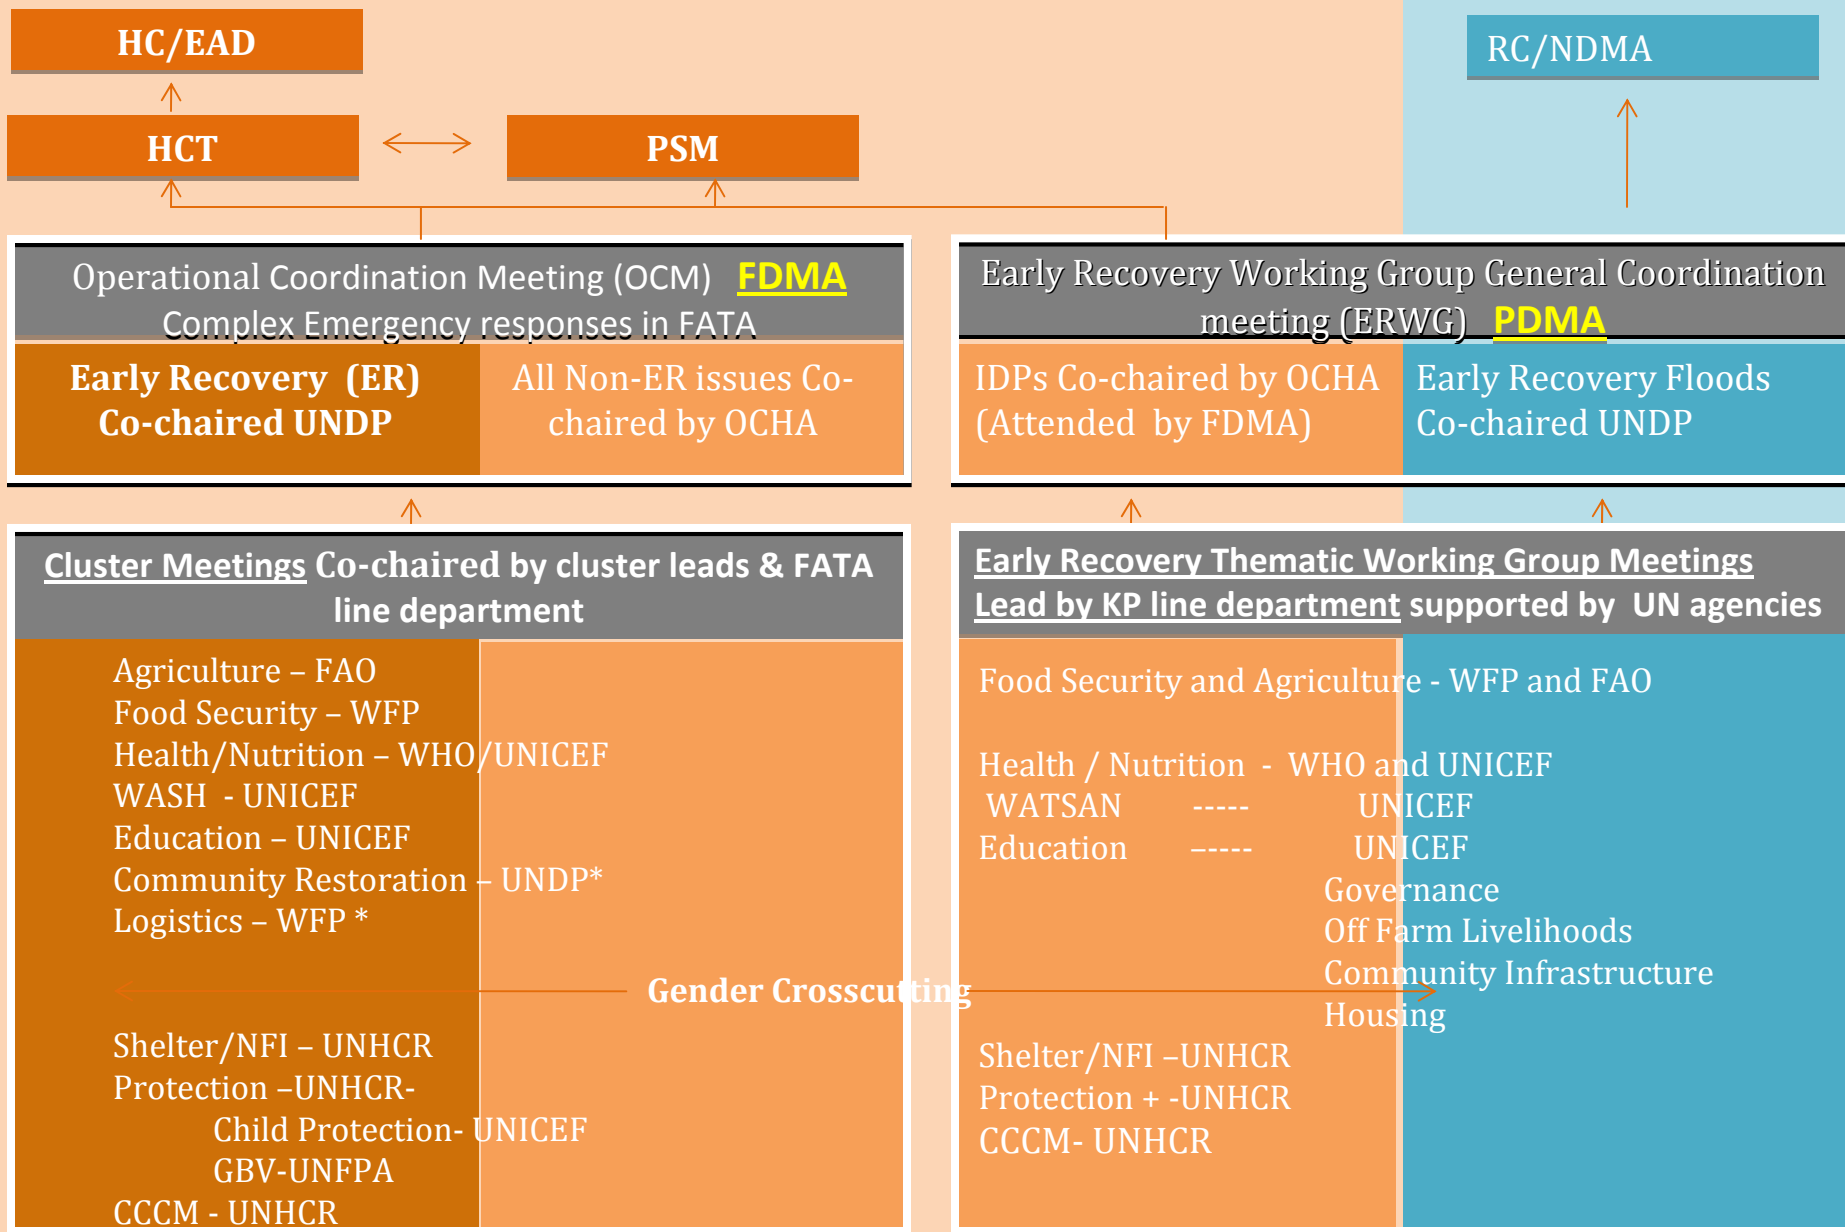 HC/EAD
RC/NDMA
HCT
PSM
Operational Coordination Meeting (OCM) FDMA
Complex Emergency responses in FATA
Early Recovery (ER)
Co-chaired UNDP
All Non-ER issues Co-
chaired by OCHA
Early Recovery Working Group General Coordination
meeting (ERWG) PDMA
IDPs Co-chaired by OCHA
(Attended by FDMA)
Early Recovery Floods
Co-chaired UNDP
Cluster Meetings Co-chaired by cluster leads & FATA
line department
Agriculture – FAO
Food Security – WFP
Health/Nutrition – WHO/UNICEF
WASH - UNICEF
Education – UNICEF
Community Restoration – UNDP*
Logistics – WFP *
Gender Crosscutting
Shelter/NFI – UNHCR
Protection –UNHCR-
Child Protection- UNICEF
GBV-UNFPA
CCCM - UNHCR
Early Recovery Thematic Working Group Meetings
Lead by KP line department supported by UN agencies
Food Security and Agriculture - WFP and FAO
Health / Nutrition - WHO and UNICEF
WATSAN ----- UNICEF
Education –---- UNICEF
Governance
Off Farm Livelihoods
Community Infrastructure
Housing
Shelter/NFI –UNHCR
Protection + -UNHCR
CCCM- UNHCR